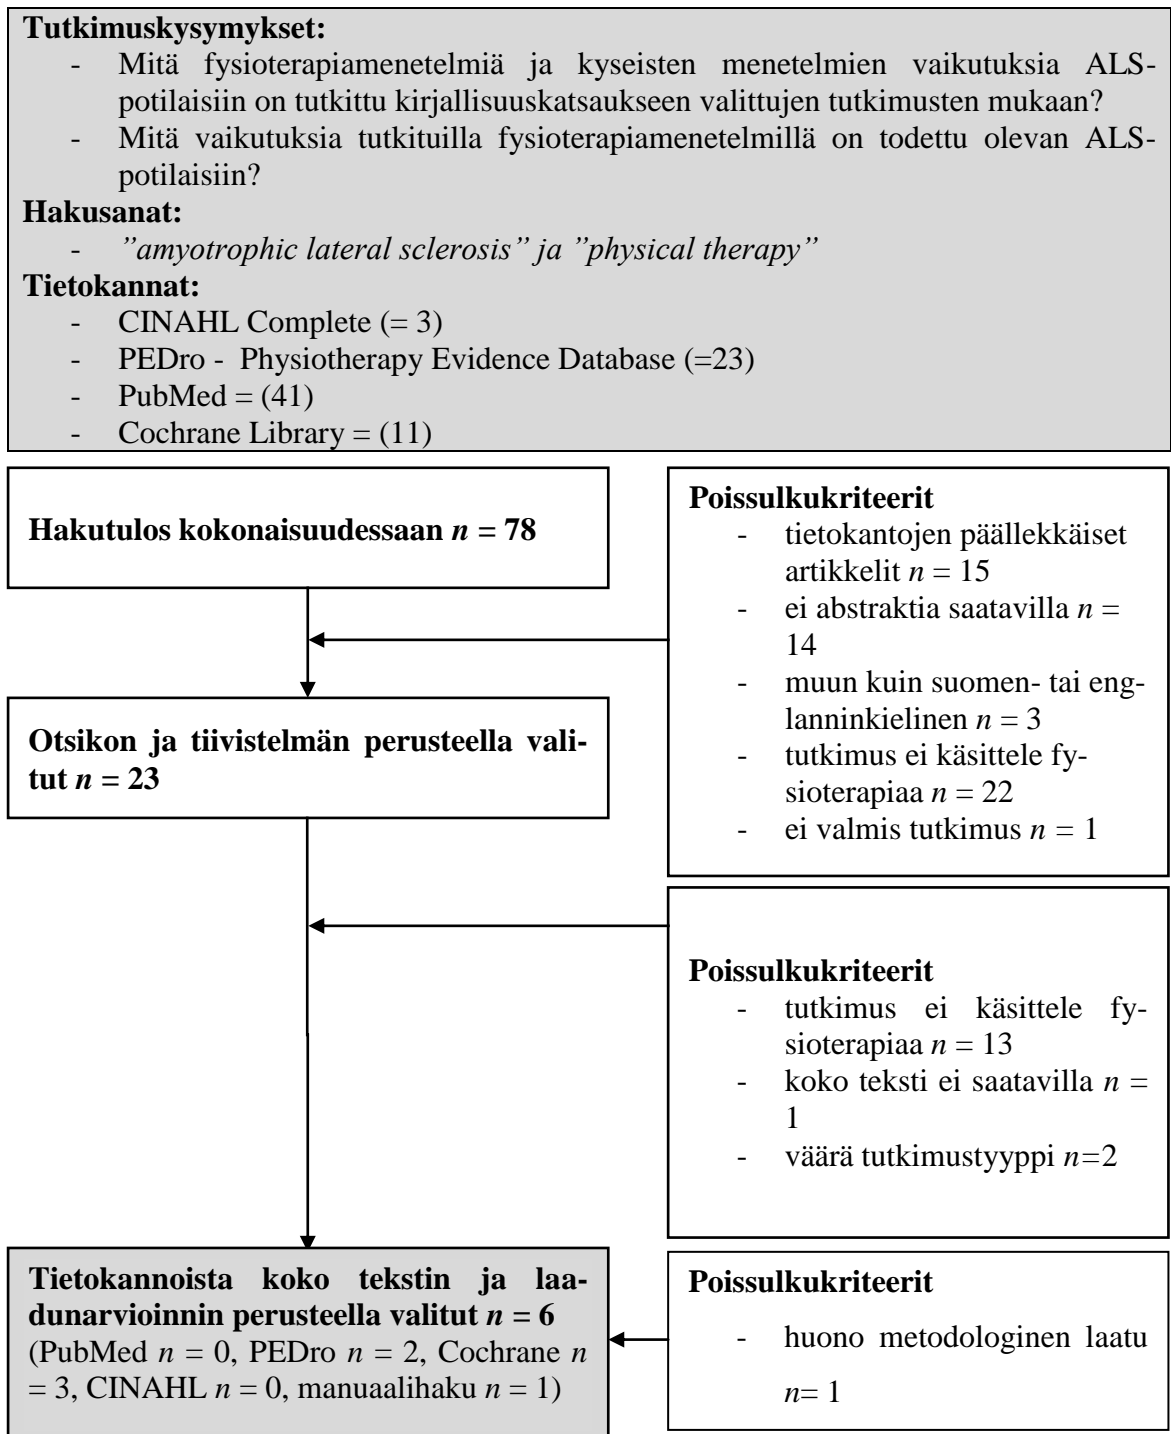 Tutkimuskysymykset:
- Mitä fysioterapiamenetelmiä ja kyseisten menetelmien vaikutuksia ALS-
potilaisiin on tutkittu kirjallisuuskatsaukseen valittujen tutkimusten mukaan?
- Mitä vaikutuksia tutkituilla fysioterapiamenetelmillä on todettu olevan ALS-
potilaisiin?
Hakusanat:
- ”amyotrophic lateral sclerosis” ja ”physical therapy”
Tietokannat:
- CINAHL Complete (= 3)
- PEDro - Physiotherapy Evidence Database (=23)
- PubMed = (41)
- Cochrane Library = (11)
Hakutulos kokonaisuudessaan n = 78
Poissulkukriteerit
- tietokantojen päällekkäiset
artikkelit n = 15
- ei abstraktia saatavilla n =
14
- muun kuin suomen- tai eng-
lanninkielinen n = 3
- tutkimus ei käsittele fy-
sioterapiaa n = 22
- ei valmis tutkimus n = 1
Otsikon ja tiivistelmän perusteella vali-
tut n = 23
Poissulkukriteerit
- tutkimus ei käsittele fy-
sioterapiaa n = 13
- koko teksti ei saatavilla n =
1
- väärä tutkimustyyppi n=2
Tietokannoista koko tekstin ja laa-
dunarvioinnin perusteella valitut n = 6
(PubMed n = 0, PEDro n = 2, Cochrane n
= 3, CINAHL n = 0, manuaalihaku n = 1)
Poissulkukriteerit
- huono metodologinen laatu
n= 1